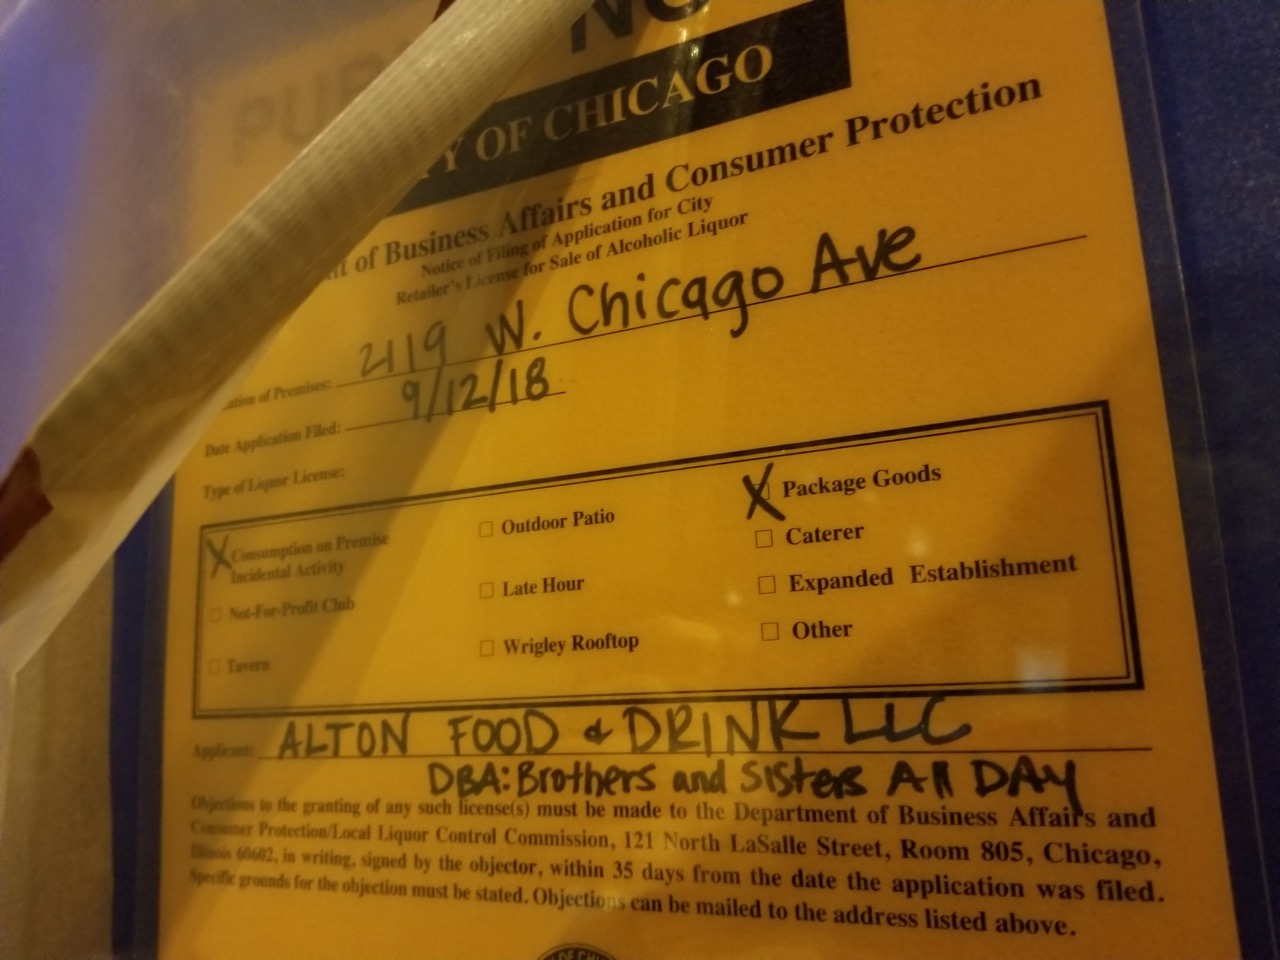 PUB NO
Y OF CHICAGO
nt of Business Affairs and Consumer Protection
Notice of Filing of Application for City
Retailer's License for Sale of Alcoholic Liquor
ation of Premises: 2119 W. Chicago Ave
Date Application Filed: 9/12/18
Type of Liquor License:
X Consumption on Premise
Incidental Activity
Not-For-Profit Club
Tavern
Outdoor Patio
Late Hour
Wrigley Rooftop
X Package Goods
Caterer
Expanded Establishment
Other
Applicant: ALTON FOOD & DRINK LLC
DBA: Brothers and SISterS All DAY
Objections to the granting of any such license(s) must be made to the Department of Business Affairs and
Consumer Protection/Local Liquor Control Commission, 121 North LaSalle Street, Room 805, Chicago,
Illinois 60602, in writing, signed by the objector, within 35 days from the date the application was filed.
Specific grounds for the objection must be stated. Objections can be mailed to the address listed above.
OF CHI